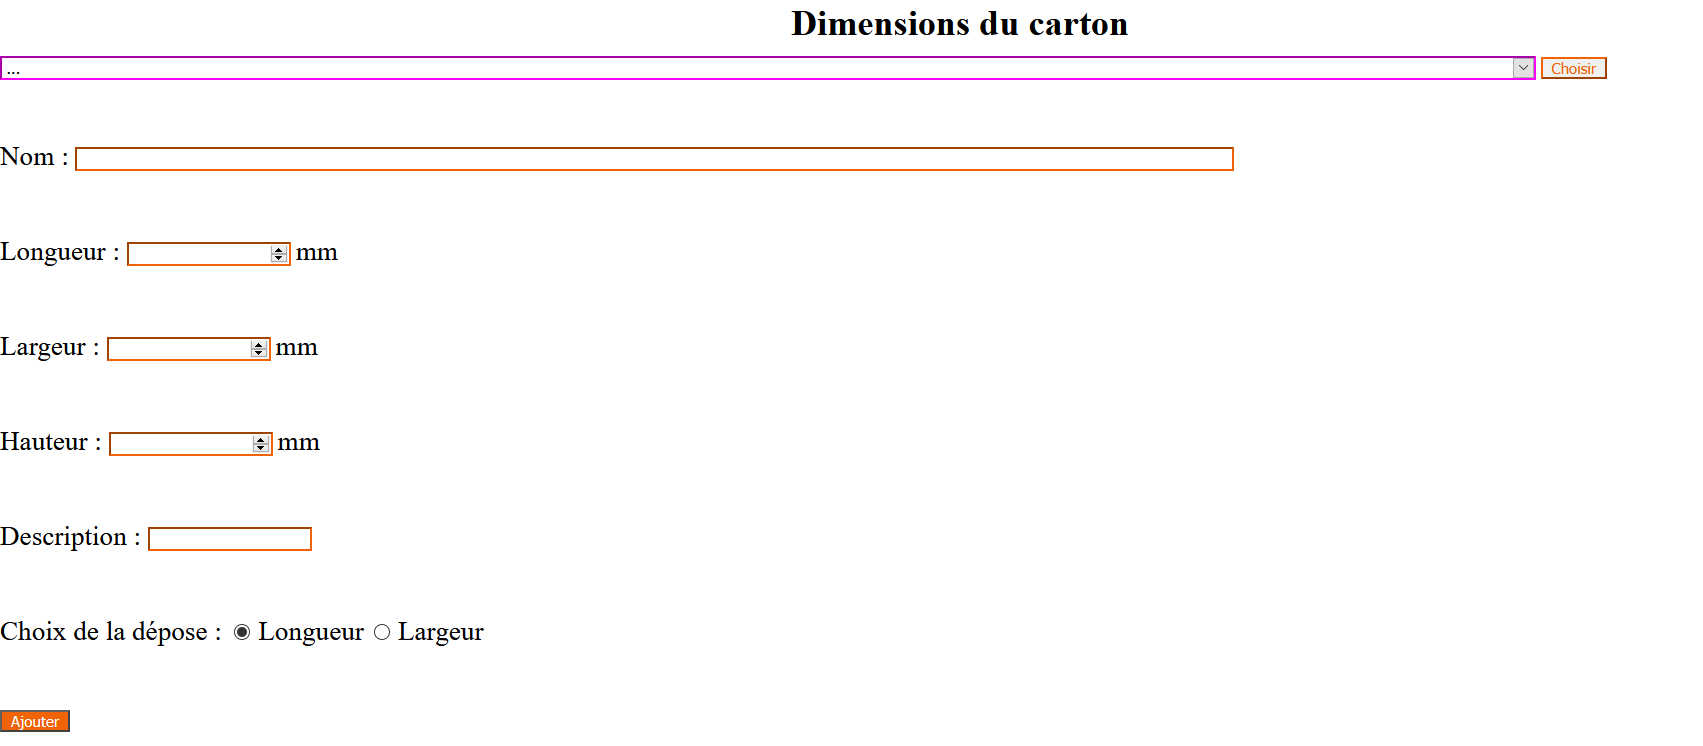 Dimensions du carton
... Choisir
Nom :
Longueur : mm
Largeur : mm
Hauteur : mm
Description :
Choix de la dépose : Longueur Largeur
Ajouter